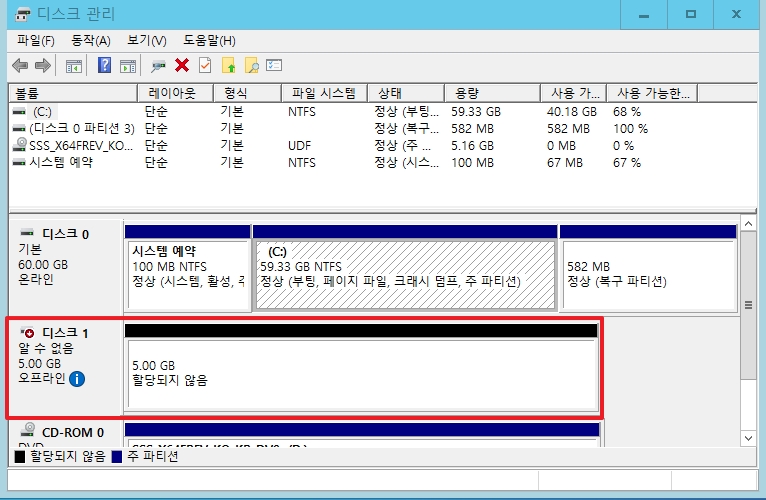 디스크 관리
파일(F) 동작(A) 보기(V) 도움말(H)
볼륨 레이아웃 형식 파일 시스템 상태 용량 사용 가... 사용 가능한...
(C:) 단순 기본 NTFS 정상 (부팅... 59.33 GB 40.18 GB 68 %
(디스크 0 파티션 3) 단순 기본 정상 (복구... 582 MB 582 MB 100 %
SSS_X64FREV_KO... 단순 기본 UDF 정상 (주 ... 5.16 GB 0 MB 0 %
시스템 예약 단순 기본 NTFS 정상 (시스... 100 MB 67 MB 67 %
디스크 0
기본
60.00 GB
온라인
시스템 예약
100 MB NTFS
정상 (시스템, 활성, 주
(C:)
59.33 GB NTFS
정상 (부팅, 페이지 파일, 크래시 덤프, 주 파티션)
582 MB
정상 (복구 파티션)
디스크 1
알 수 없음
5.00 GB
오프라인
5.00 GB
할당되지 않음
CD-ROM 0
할당되지 않음 주 파티션